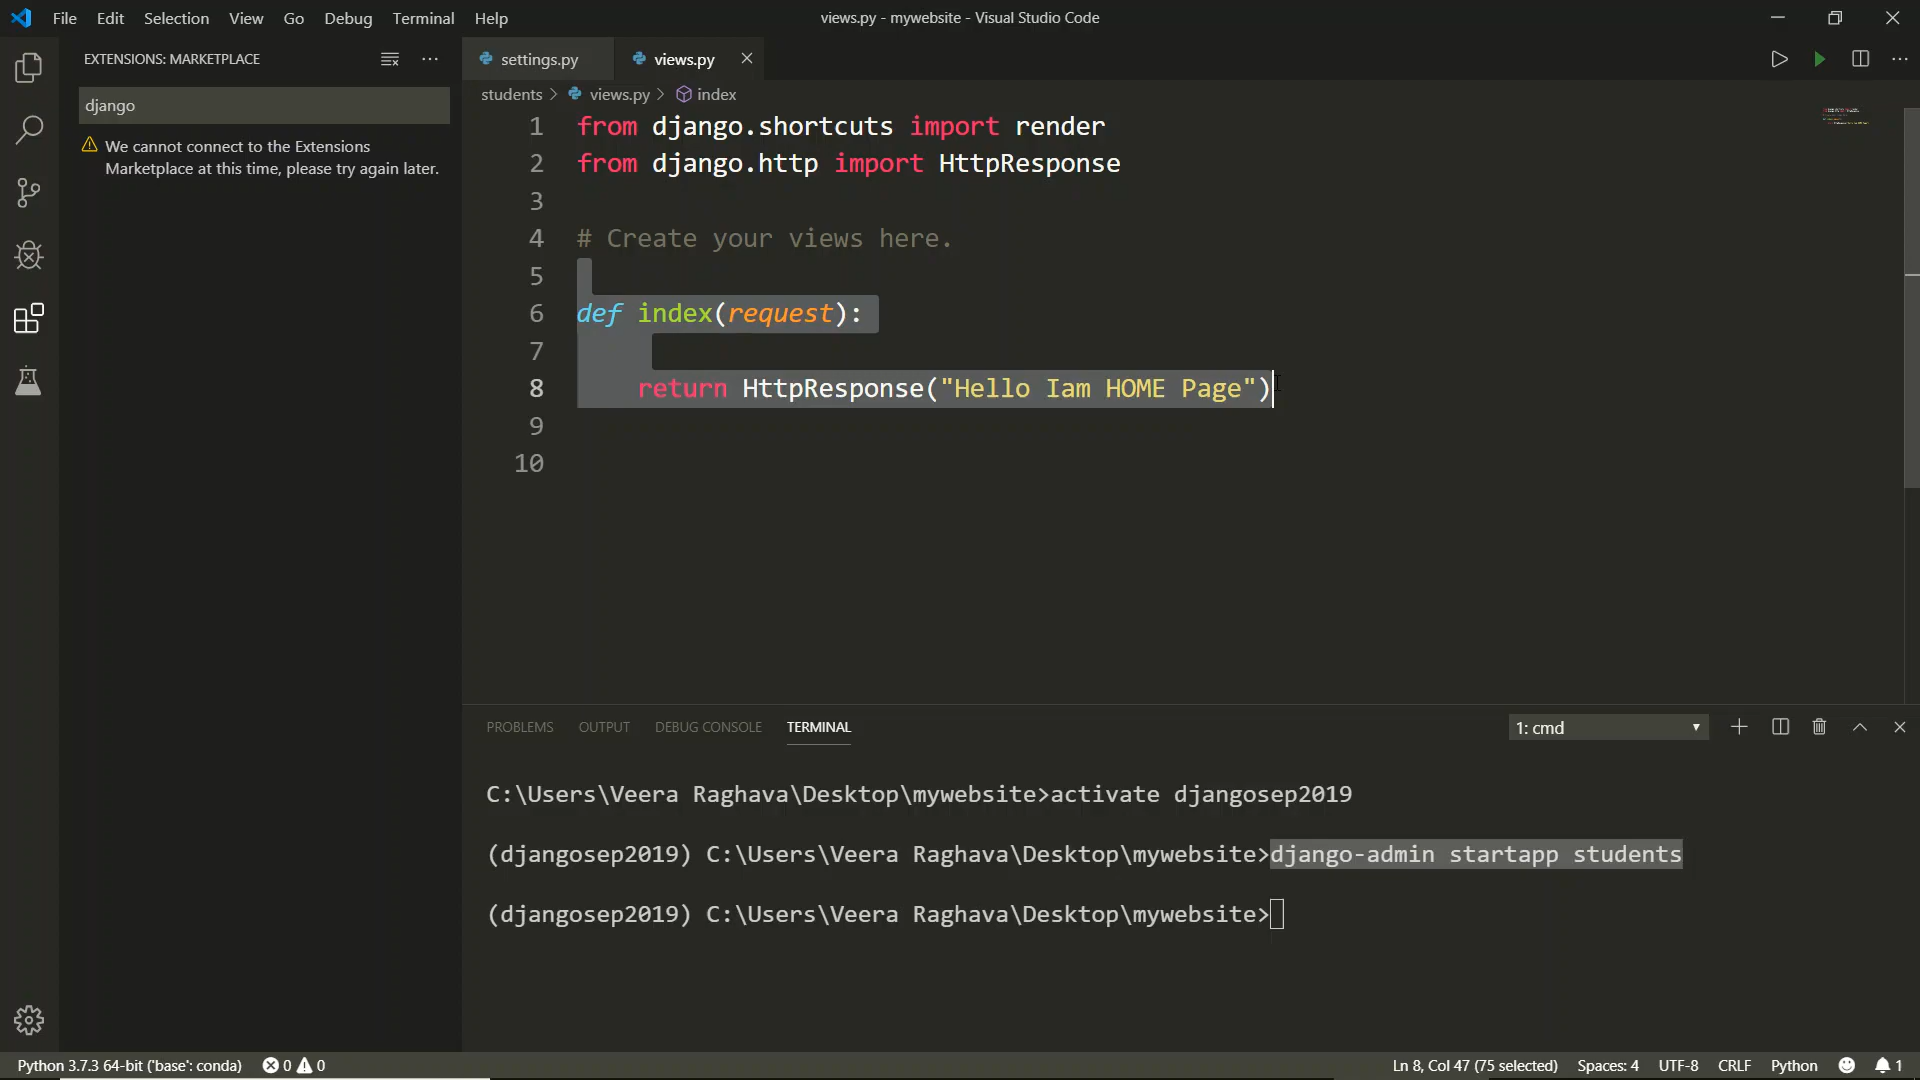 File Edit Selection View Go Debug Terminal Help
views.py - mywebsite - Visual Studio Code
EXTENSIONS: MARKETPLACE
django
We cannot connect to the Extensions
Marketplace at this time, please try again later.
settings.py views.py
students > views.py > index
1 from django.shortcuts import render
2 from django.http import HttpResponse
3
4 # Create your views here.
5
6 def index(request):
7
8 return HttpResponse("Hello Iam HOME Page")
9
10
PROBLEMS OUTPUT DEBUG CONSOLE TERMINAL
1: cmd
C:\Users\Veera Raghava\Desktop\mywebsite>activate djangosep2019
(djangosep2019) C:\Users\Veera Raghava\Desktop\mywebsite>django-admin startapp students
(djangosep2019) C:\Users\Veera Raghava\Desktop\mywebsite>
Python 3.7.3 64-bit ('base': conda) 0 0
Ln 8, Col 47 (75 selected) Spaces: 4 UTF-8 CRLF Python 1